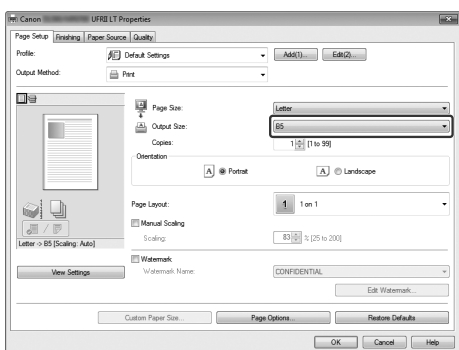 Canon UFRII LT Properties
Page Setup Finishing Paper Source Quality
Profile: Default Settings Add(1)... Edit(2)...
Output Method: Print
Page Size: Letter
Output Size: B5
Copies: 1 [1 to 99]
Orientation
A Portrait A Landscape
Page Layout: 1 1 on 1
Manual Scaling
Scaling: 83 % [25 to 200]
Letter -> B5 [Scaling: Auto]
Watermark
View Settings Watermark Name: CONFIDENTIAL
Edit Watermark...
Custom Paper Size... Page Options... Restore Defaults
OK Cancel Help